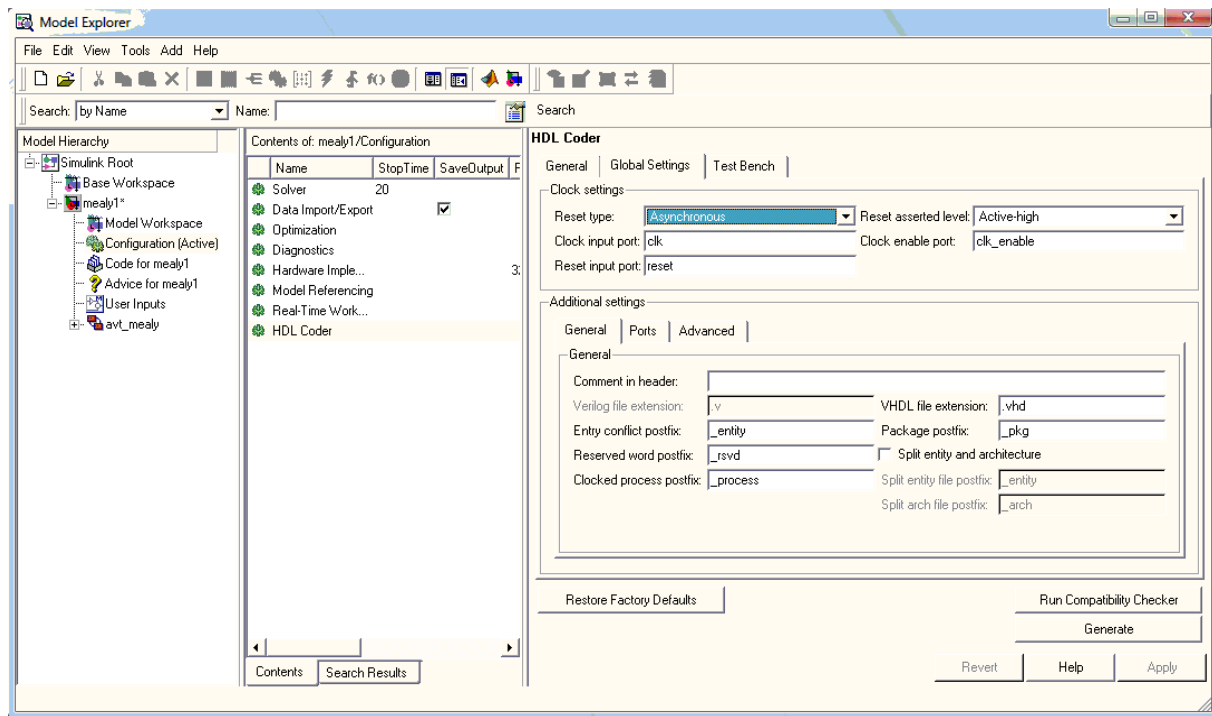 Model Explorer
File Edit View Tools Add Help
Search: by Name Name: Search
Model Hierarchy
Simulink Root
Base Workspace
mealy1*
Model Workspace
Configuration (Active)
Code for mealy1
Advice for mealy1
User Inputs
avt_mealy
Contents of: mealy1/Configuration
Name StopTime SaveOutput F
Solver 20
Data Import/Export
Optimization
Diagnostics
Hardware Imple... 32
Model Referencing
Real-Time Work...
HDL Coder
Contents Search Results
HDL Coder
General Global Settings Test Bench
Clock settings
Reset type: Asynchronous Reset asserted level: Active-high
Clock input port: clk Clock enable port: clk_enable
Reset input port: reset
Additional settings
General Ports Advanced
General
Comment in header:
Verilog file extension: .v VHDL file extension: .vhd
Entry conflict postfix: _entity Package postfix: _pkg
Reserved word postfix: _rsvd Split entity and architecture
Clocked process postfix: _process Split entity file postfix: _entity
Split arch file postfix: _arch
Restore Factory Defaults Run Compatibility Checker
Generate
Revert Help Apply